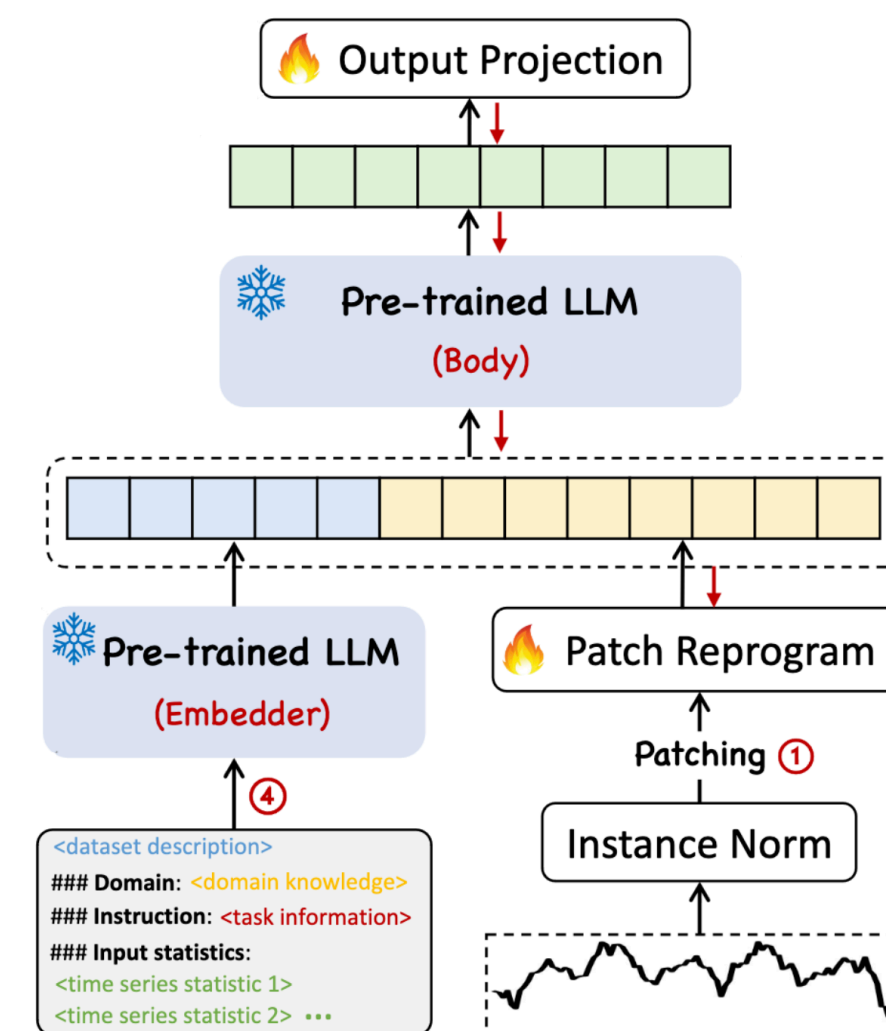 Output Projection
Pre-trained LLM
(Body)
Pre-trained LLM
(Embedder)
Patch Reprogram
Patching 1
Instance Norm
4
<dataset description>
### Domain: <domain knowledge>
### Instruction: <task information>
### Input statistics:
<time series statistic 1>
<time series statistic 2> •••